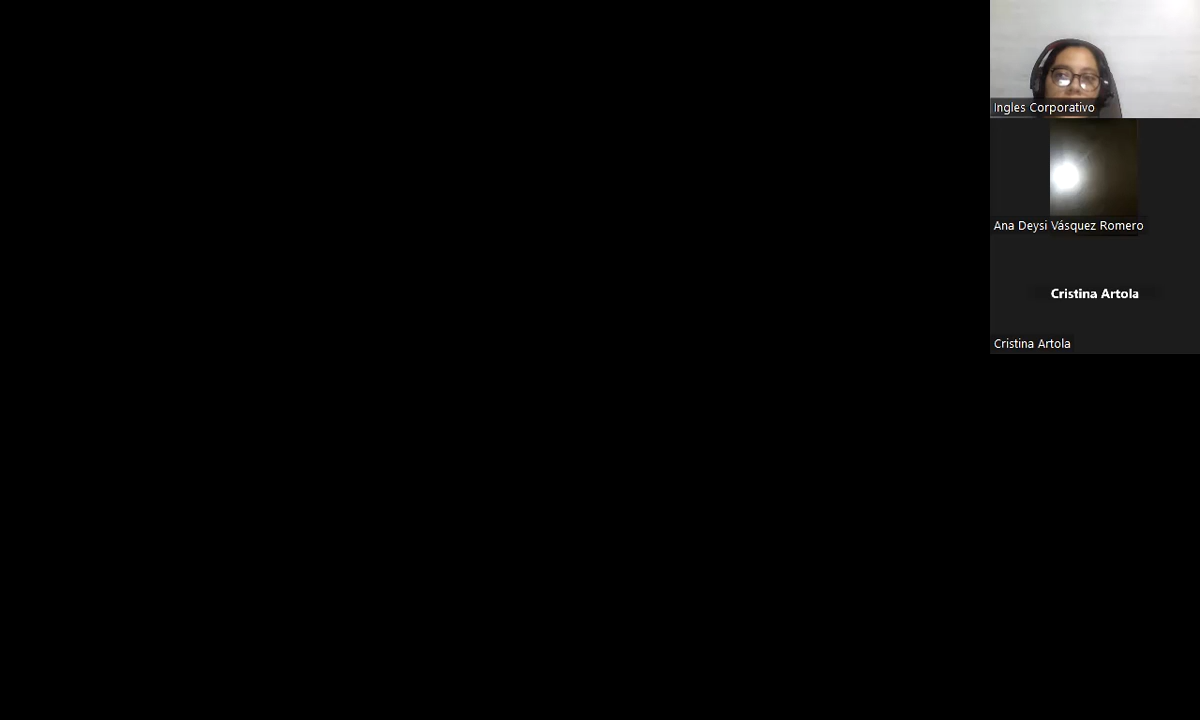 Ingles Corporativo
Ana Deysi Vásquez Romero
Cristina Artola
Cristina Artola